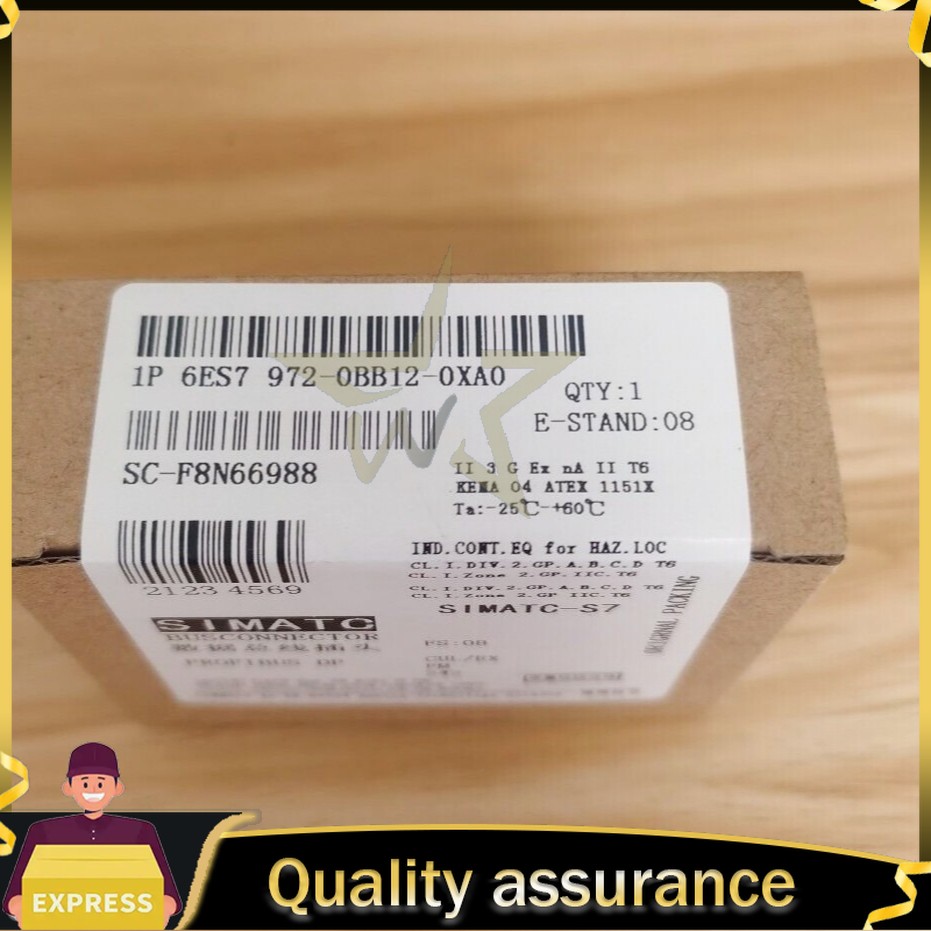 1P 6ES7 972-0BB12-0XA0
QTY:1
E-STAND:08
SC-F8N66988
II 3 G Ex nA II T6
KEMA 04 ATEX 1151X
Ta:-25℃-+60℃
2123 4569
IND.CONT.EQ for HAZ.LOC
CL.I.DIV.2.GP.A.B.C.D T6
CL.I.Zone 2.GP.IIC.T6
CL.I.DIV.2.GP.A.B.C.D T6
CL.I.Zone 2.GP IIC.T6
SIMATC-S7
ORIGRNAL PACKING
SIMATC
BUSCONNECTOR
PROFIBUS DP
FS:08
EXPRESS
Quality assurance